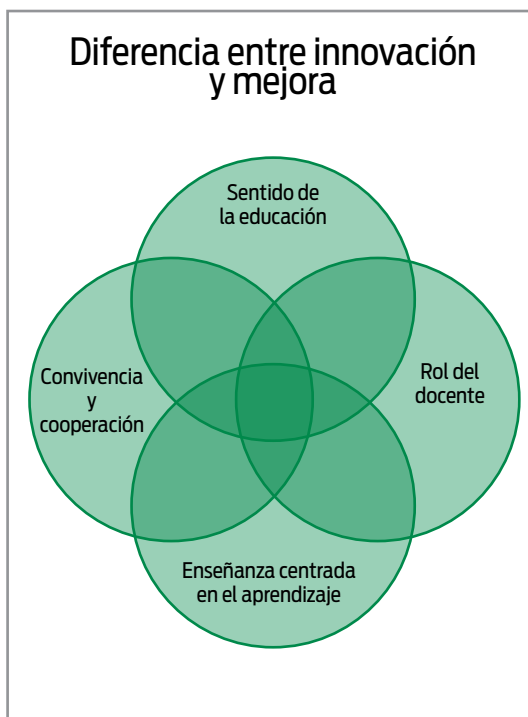 Diferencia entre innovación
y mejora
Sentido de
la educación
Convivencia
y
cooperación
Rol del
docente
Enseñanza centrada
en el aprendizaje